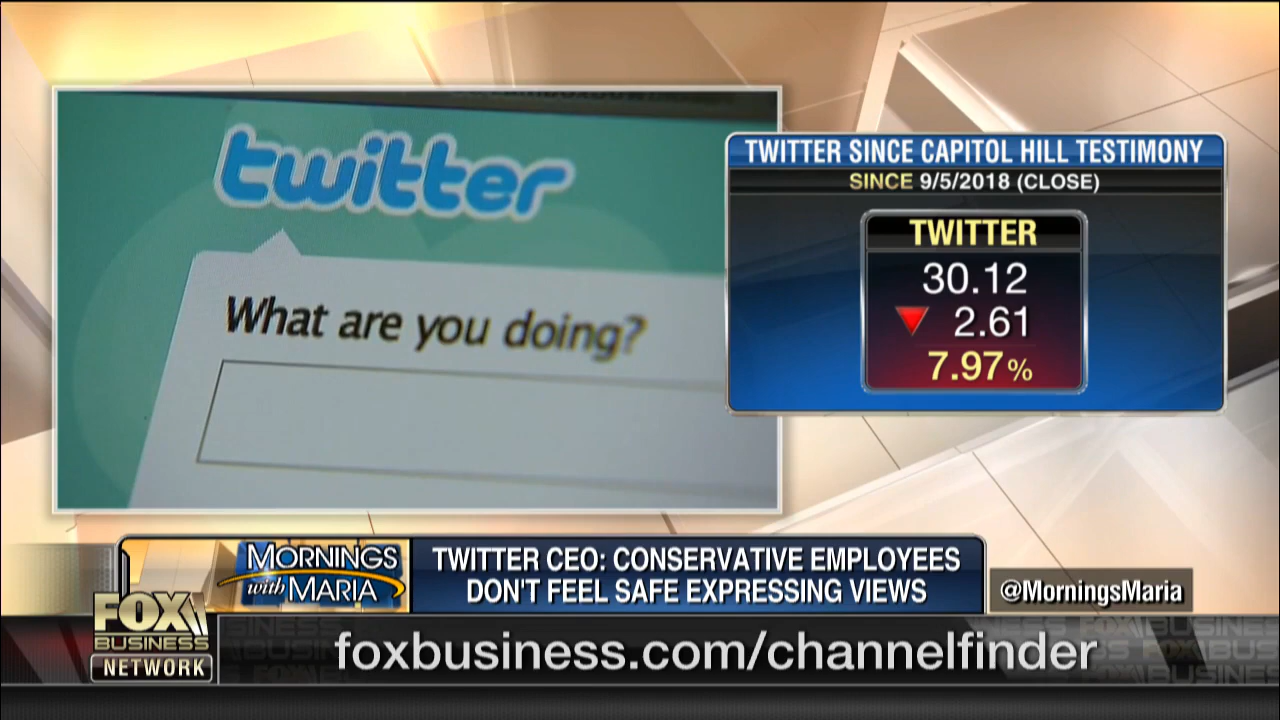 twitter
What are you doing?
TWITTER SINCE CAPITOL HILL TESTIMONY
SINCE 9/5/2018 (CLOSE)
TWITTER
30.12
▼ 2.61
7.97%
MORNINGS
with MARIA
TWITTER CEO: CONSERVATIVE EMPLOYEES
DON'T FEEL SAFE EXPRESSING VIEWS
@MorningsMaria
FOX
BUSINESS
NETWORK
foxbusiness.com/channelfinder